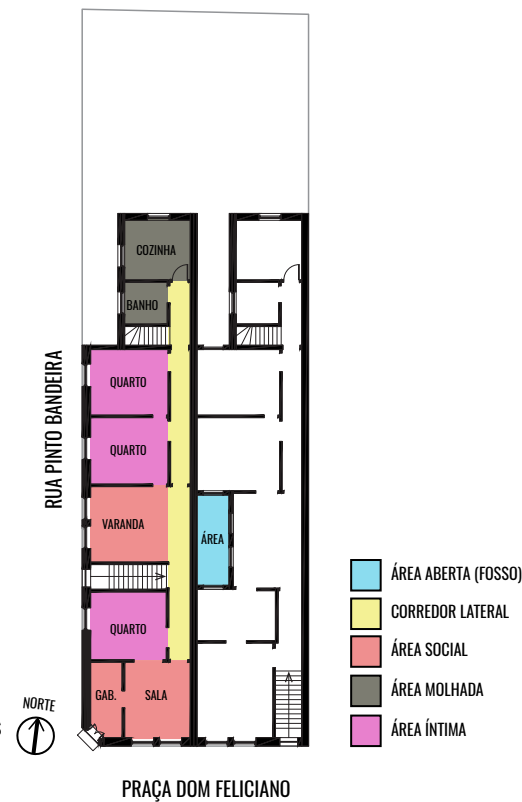 COZINHA
BANHO
QUARTO
QUARTO
VARANDA
QUARTO
GAB.
SALA
ÁREA
RUA PINTO BANDEIRA
PRAÇA DOM FELICIANO
NORTE
S
ÁREA ABERTA (FOSSO)
CORREDOR LATERAL
ÁREA SOCIAL
ÁREA MOLHADA
ÁREA ÍNTIMA